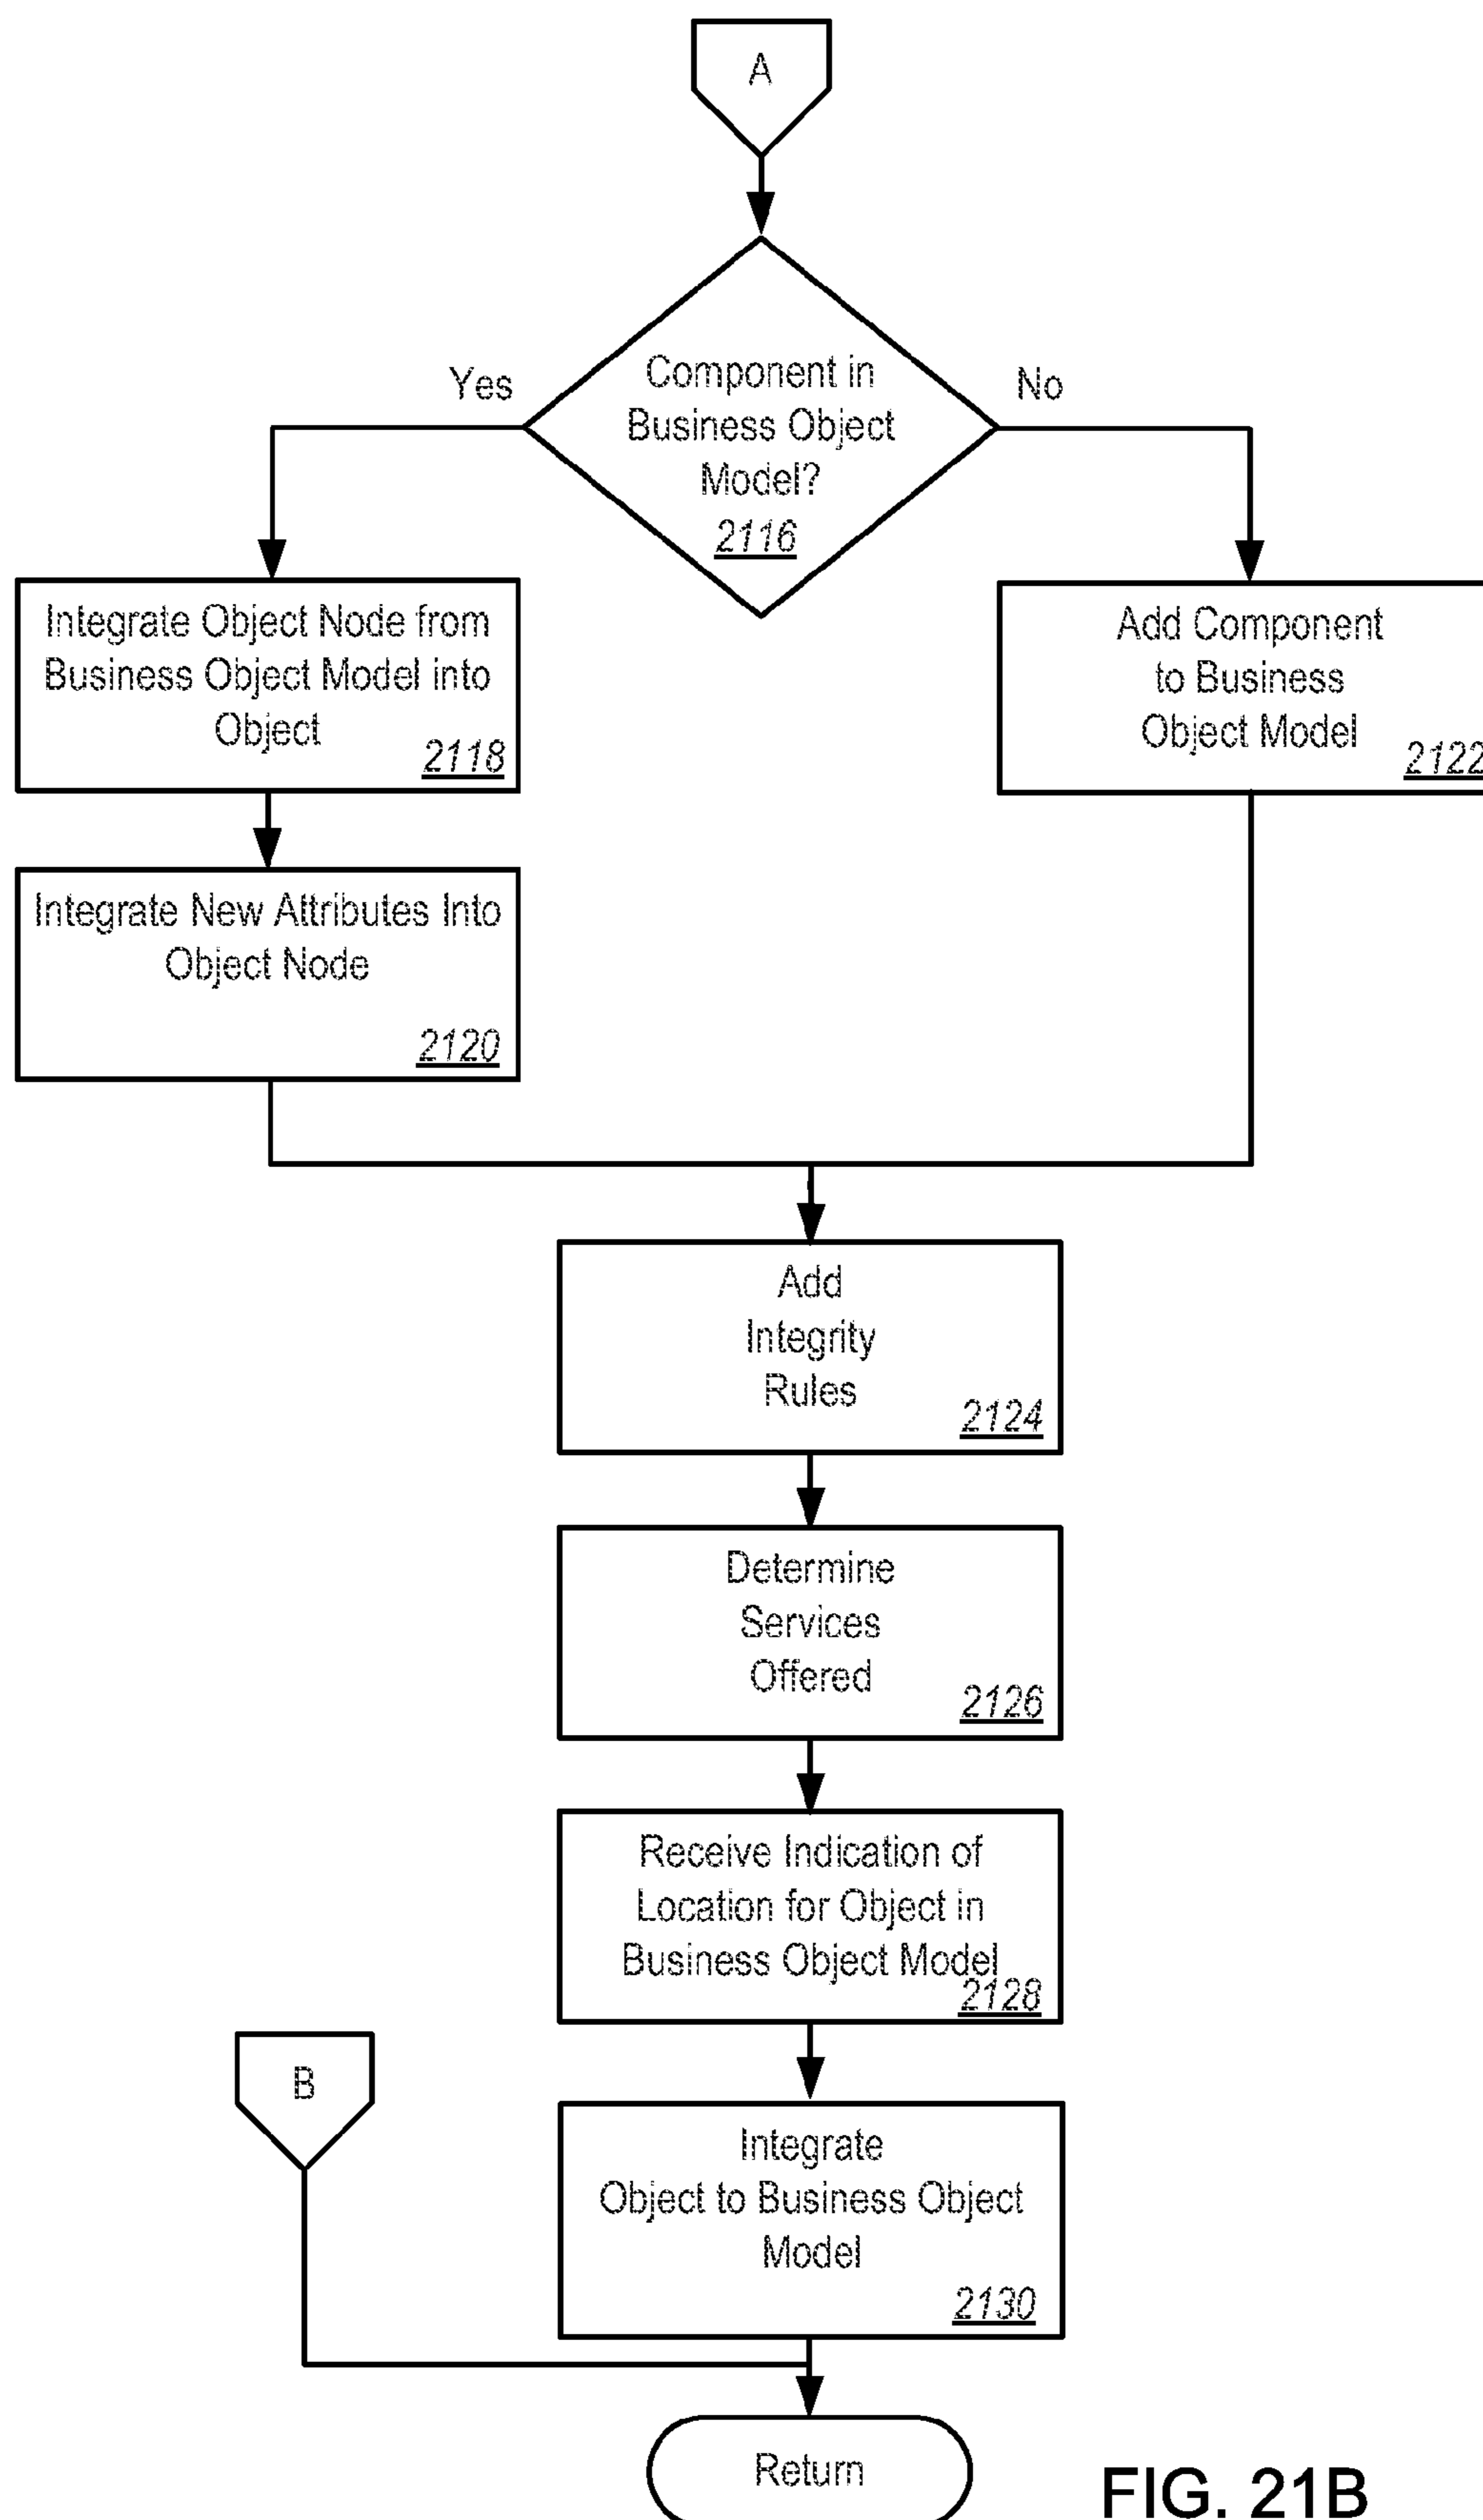 A
Yes
Component in
Business Object
Model?
2116
No
Integrate Object Node from
Business Object Model into
Object
2118
Add Component
to Business
Object Model
2122
Integrate New Attributes Into
Object Node
2120
Add
Integrity
Rules
2124
Determine
Services
Offered
2126
Receive Indication of
Location for Object in
Business Object Model
2128
B
Integrate
Object to Business Object
Model
2130
Return
FIG. 21B